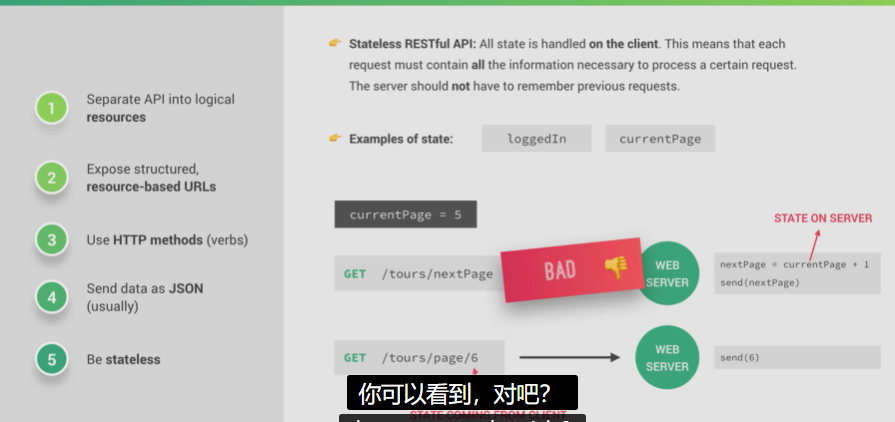 1
Separate API into logical
resources
2
Expose structured,
resource-based URLs
3
Use HTTP methods (verbs)
4
Send data as JSON
(usually)
5
Be stateless
Stateless RESTful API: All state is handled on the client. This means that each
request must contain all the information necessary to process a certain request.
The server should not have to remember previous requests.
Examples of state:
loggedIn
currentPage
currentPage = 5
STATE ON SERVER
GET /tours/nextPage
BAD
WEB
SERVER
nextPage = currentPage + 1
send(nextPage)
GET /tours/page/6
WEB
SERVER
send(6)
你可以看到，对吧？
STATE COMING FROM CLIENT